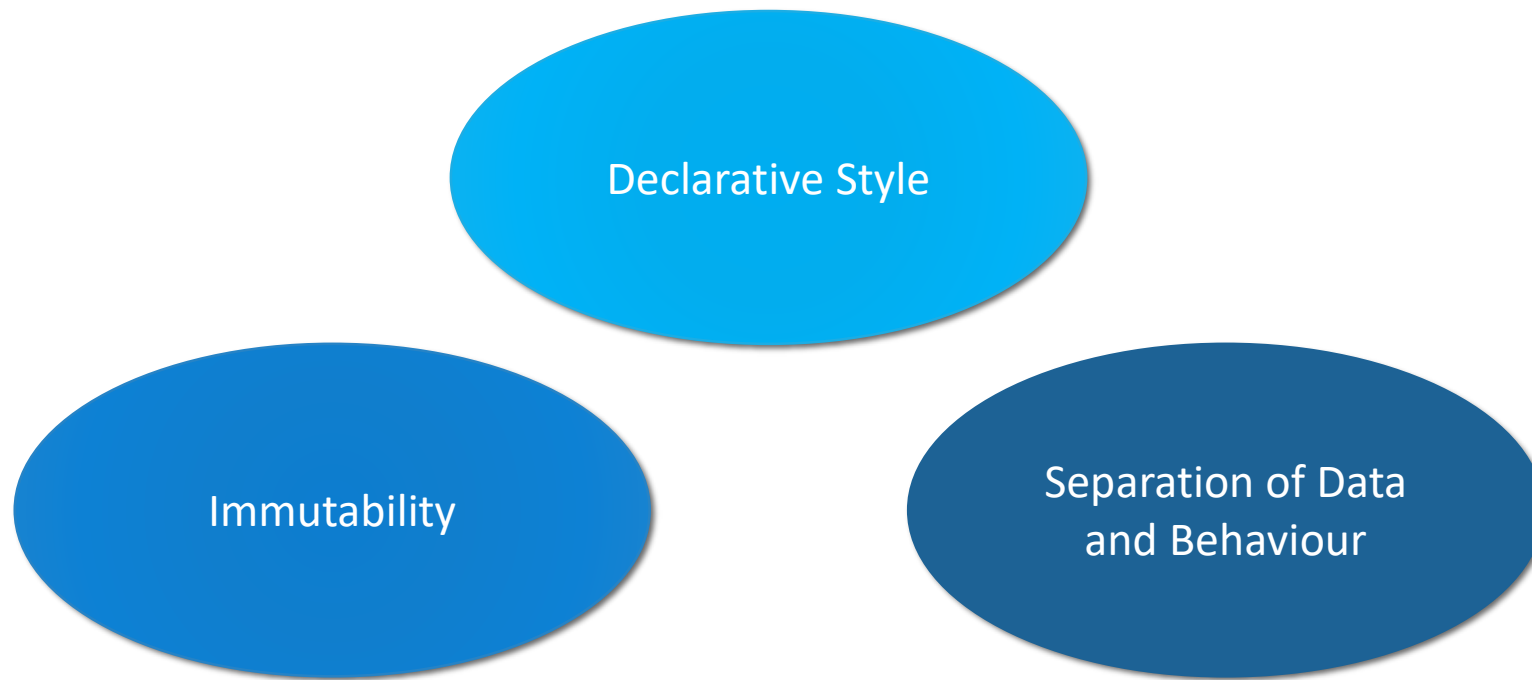 Declarative Style
Immutability
Separation of Data
and Behaviour